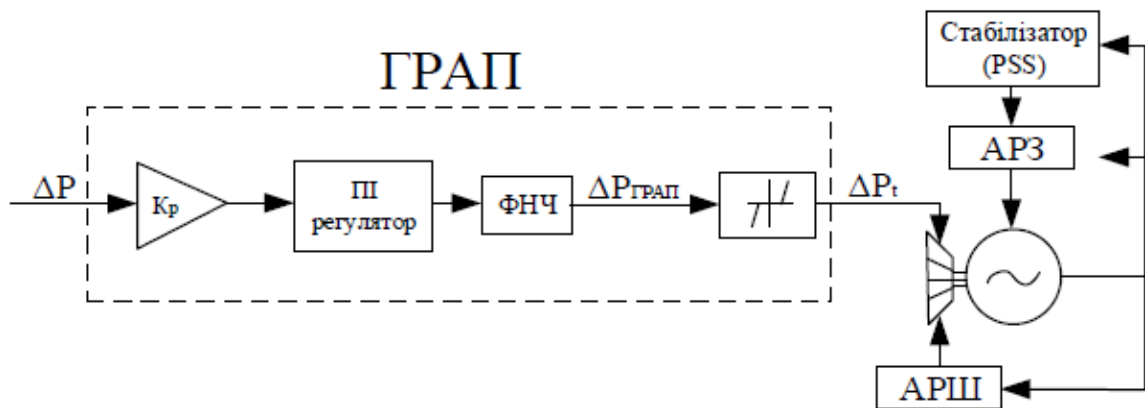 ГРАП
ΔP
Kp
ПІ
регулятор
ФНЧ
ΔPГРАП
ΔPt
Стабілізатор
(PSS)
АРЗ
АРШ